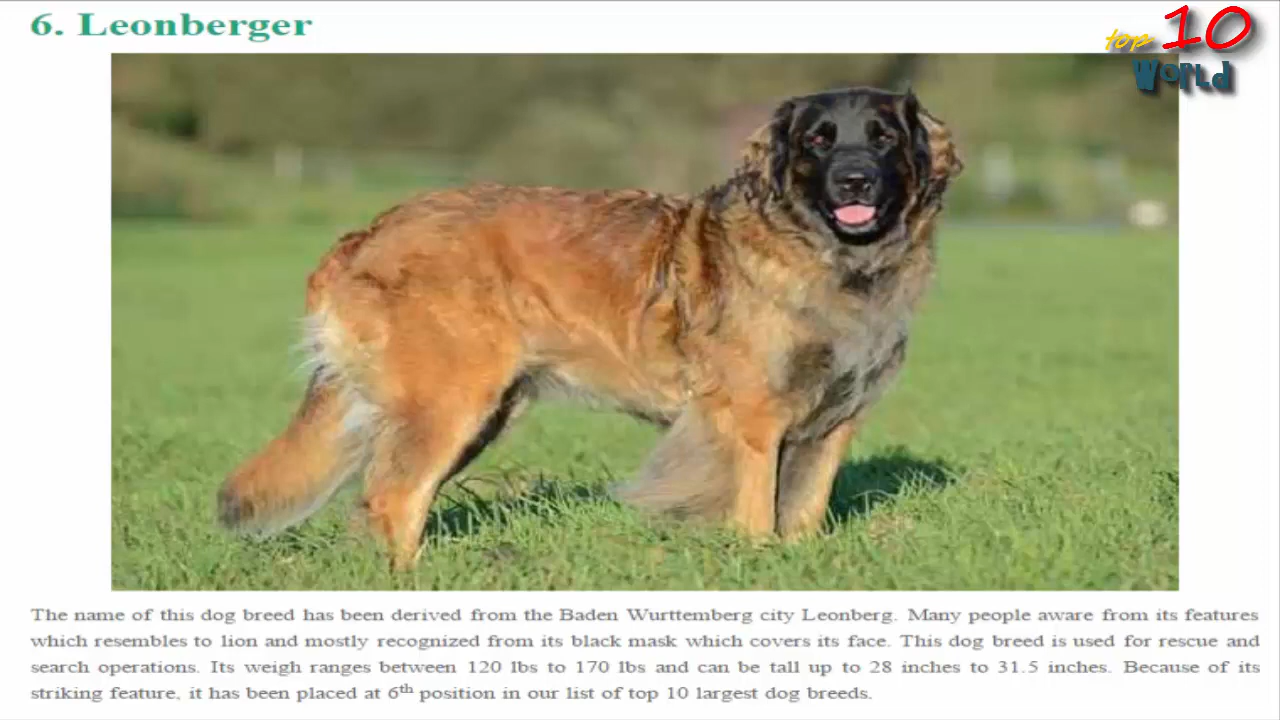 6. Leonberger
top 10
World
The name of this dog breed has been derived from the Baden Wurttemberg city Leonberg. Many people aware from its features
which resembles to lion and mostly recognized from its black mask which covers its face. This dog breed is used for rescue and
search operations. Its weigh ranges between 120 lbs to 170 lbs and can be tall up to 28 inches to 31.5 inches. Because of its
striking feature, it has been placed at 6th position in our list of top 10 largest dog breeds.